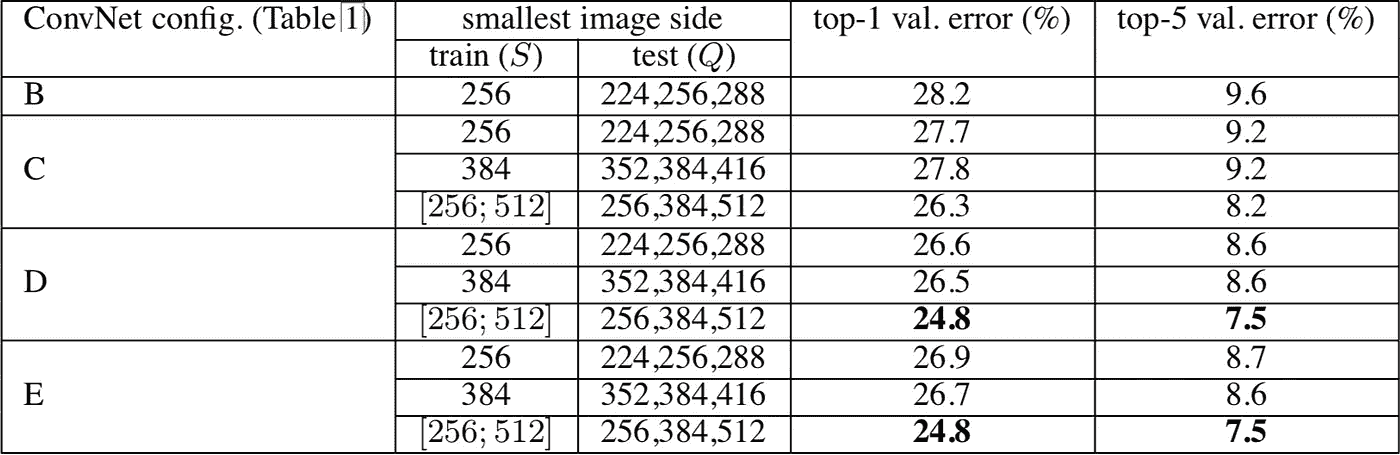 ConvNet config. (Table 1) smallest image side top-1 val. error (%) top-5 val. error (%)
train (S) test (Q)
B 256 224,256,288 28.2 9.6
C 256 224,256,288 27.7 9.2
384 352,384,416 27.8 9.2
[256; 512] 256,384,512 26.3 8.2
D 256 224,256,288 26.6 8.6
384 352,384,416 26.5 8.6
[256; 512] 256,384,512 24.8 7.5
E 256 224,256,288 26.9 8.7
384 352,384,416 26.7 8.6
[256; 512] 256,384,512 24.8 7.5